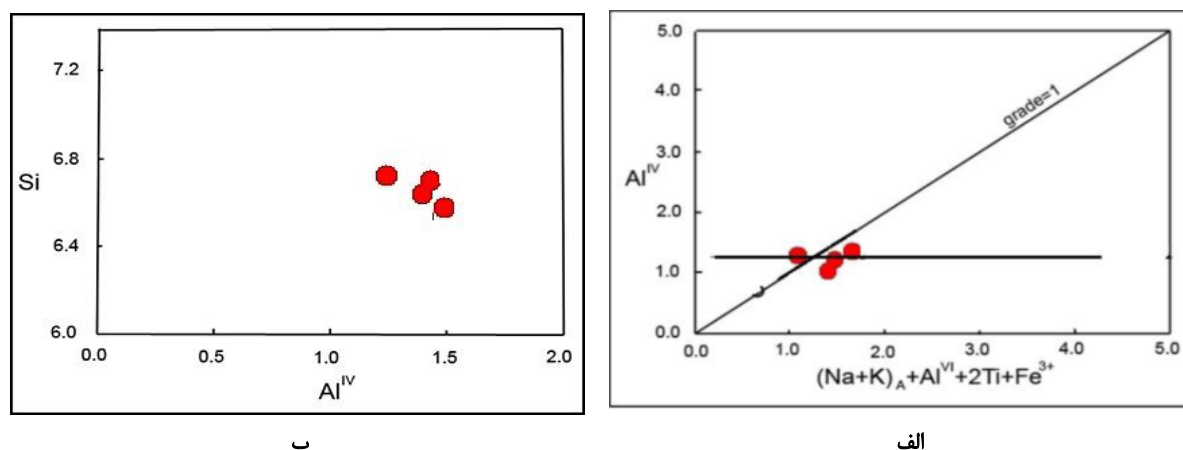 7.2
6.8
Si
6.4
6.0
0.0 0.5 1.0 1.5 2.0
Al^IV
ب
5.0
4.0
grade=1
3.0
Al^IV
2.0
1.0
0.0
0.0 1.0 2.0 3.0 4.0 5.0
(Na+K)_A+Al^VI+2Ti+Fe^3+
الف